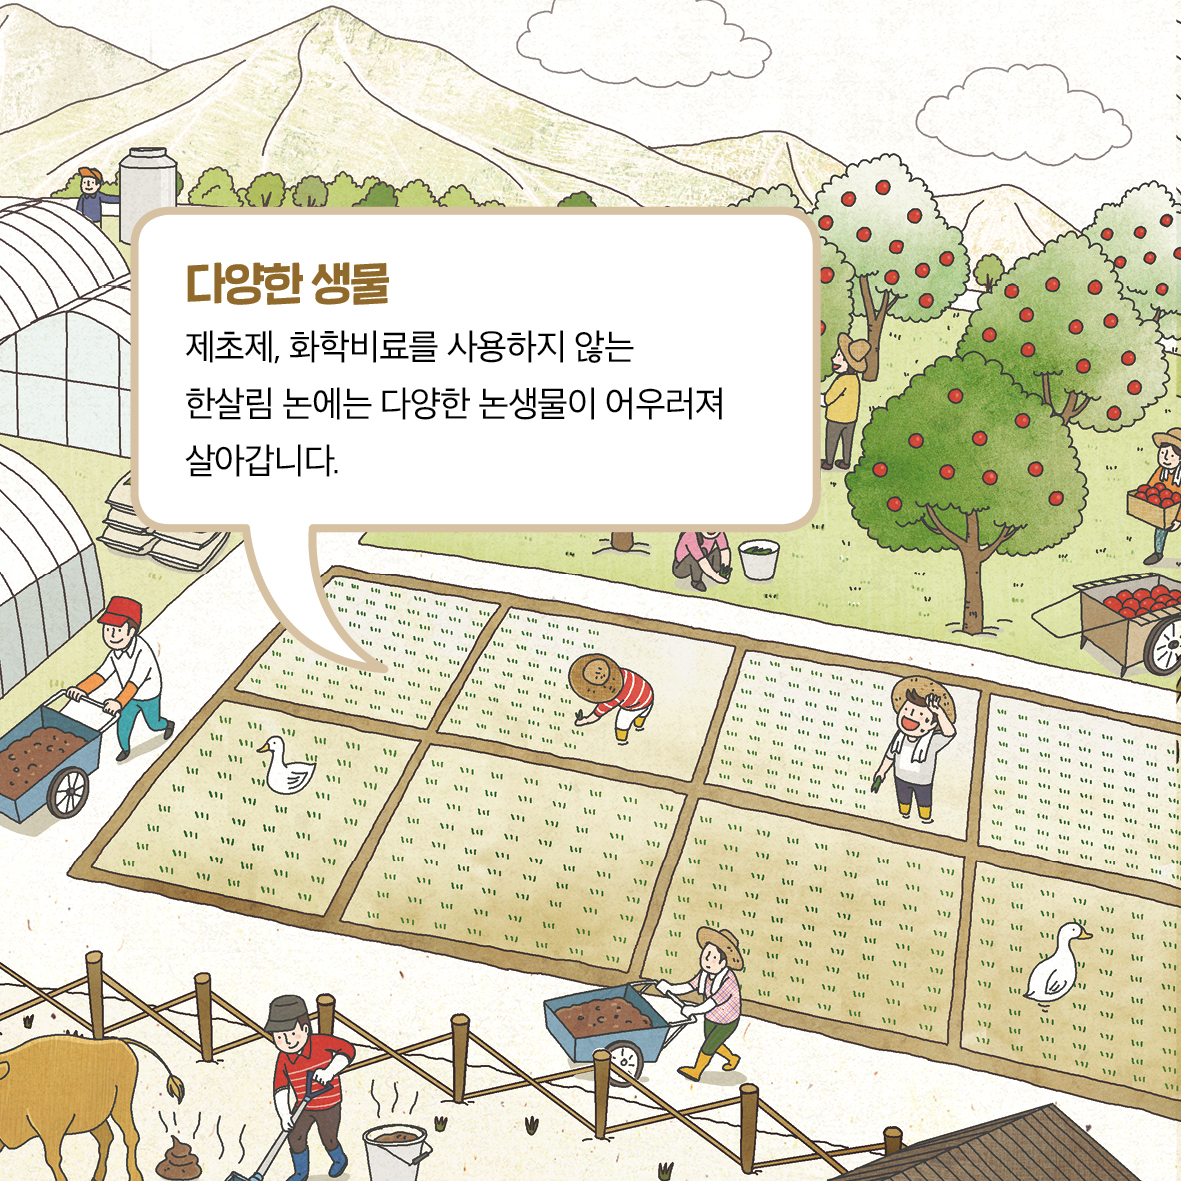 다양한 생물
제초제, 화학비료를 사용하지 않는
한살림 논에는 다양한 논생물이 어우러져
살아갑니다.